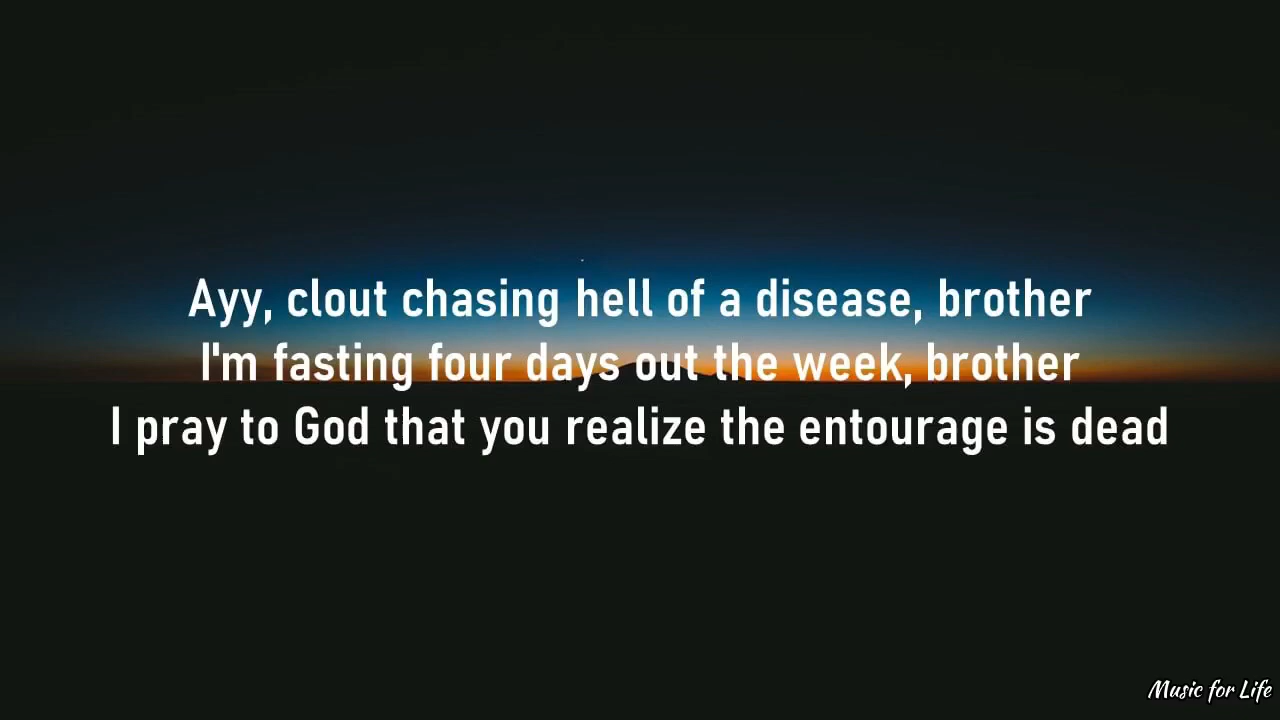 Ayy, clout chasing hell of a disease, brother
I'm fasting four days out the week, brother
I pray to God that you realize the entourage is dead
Music for Life